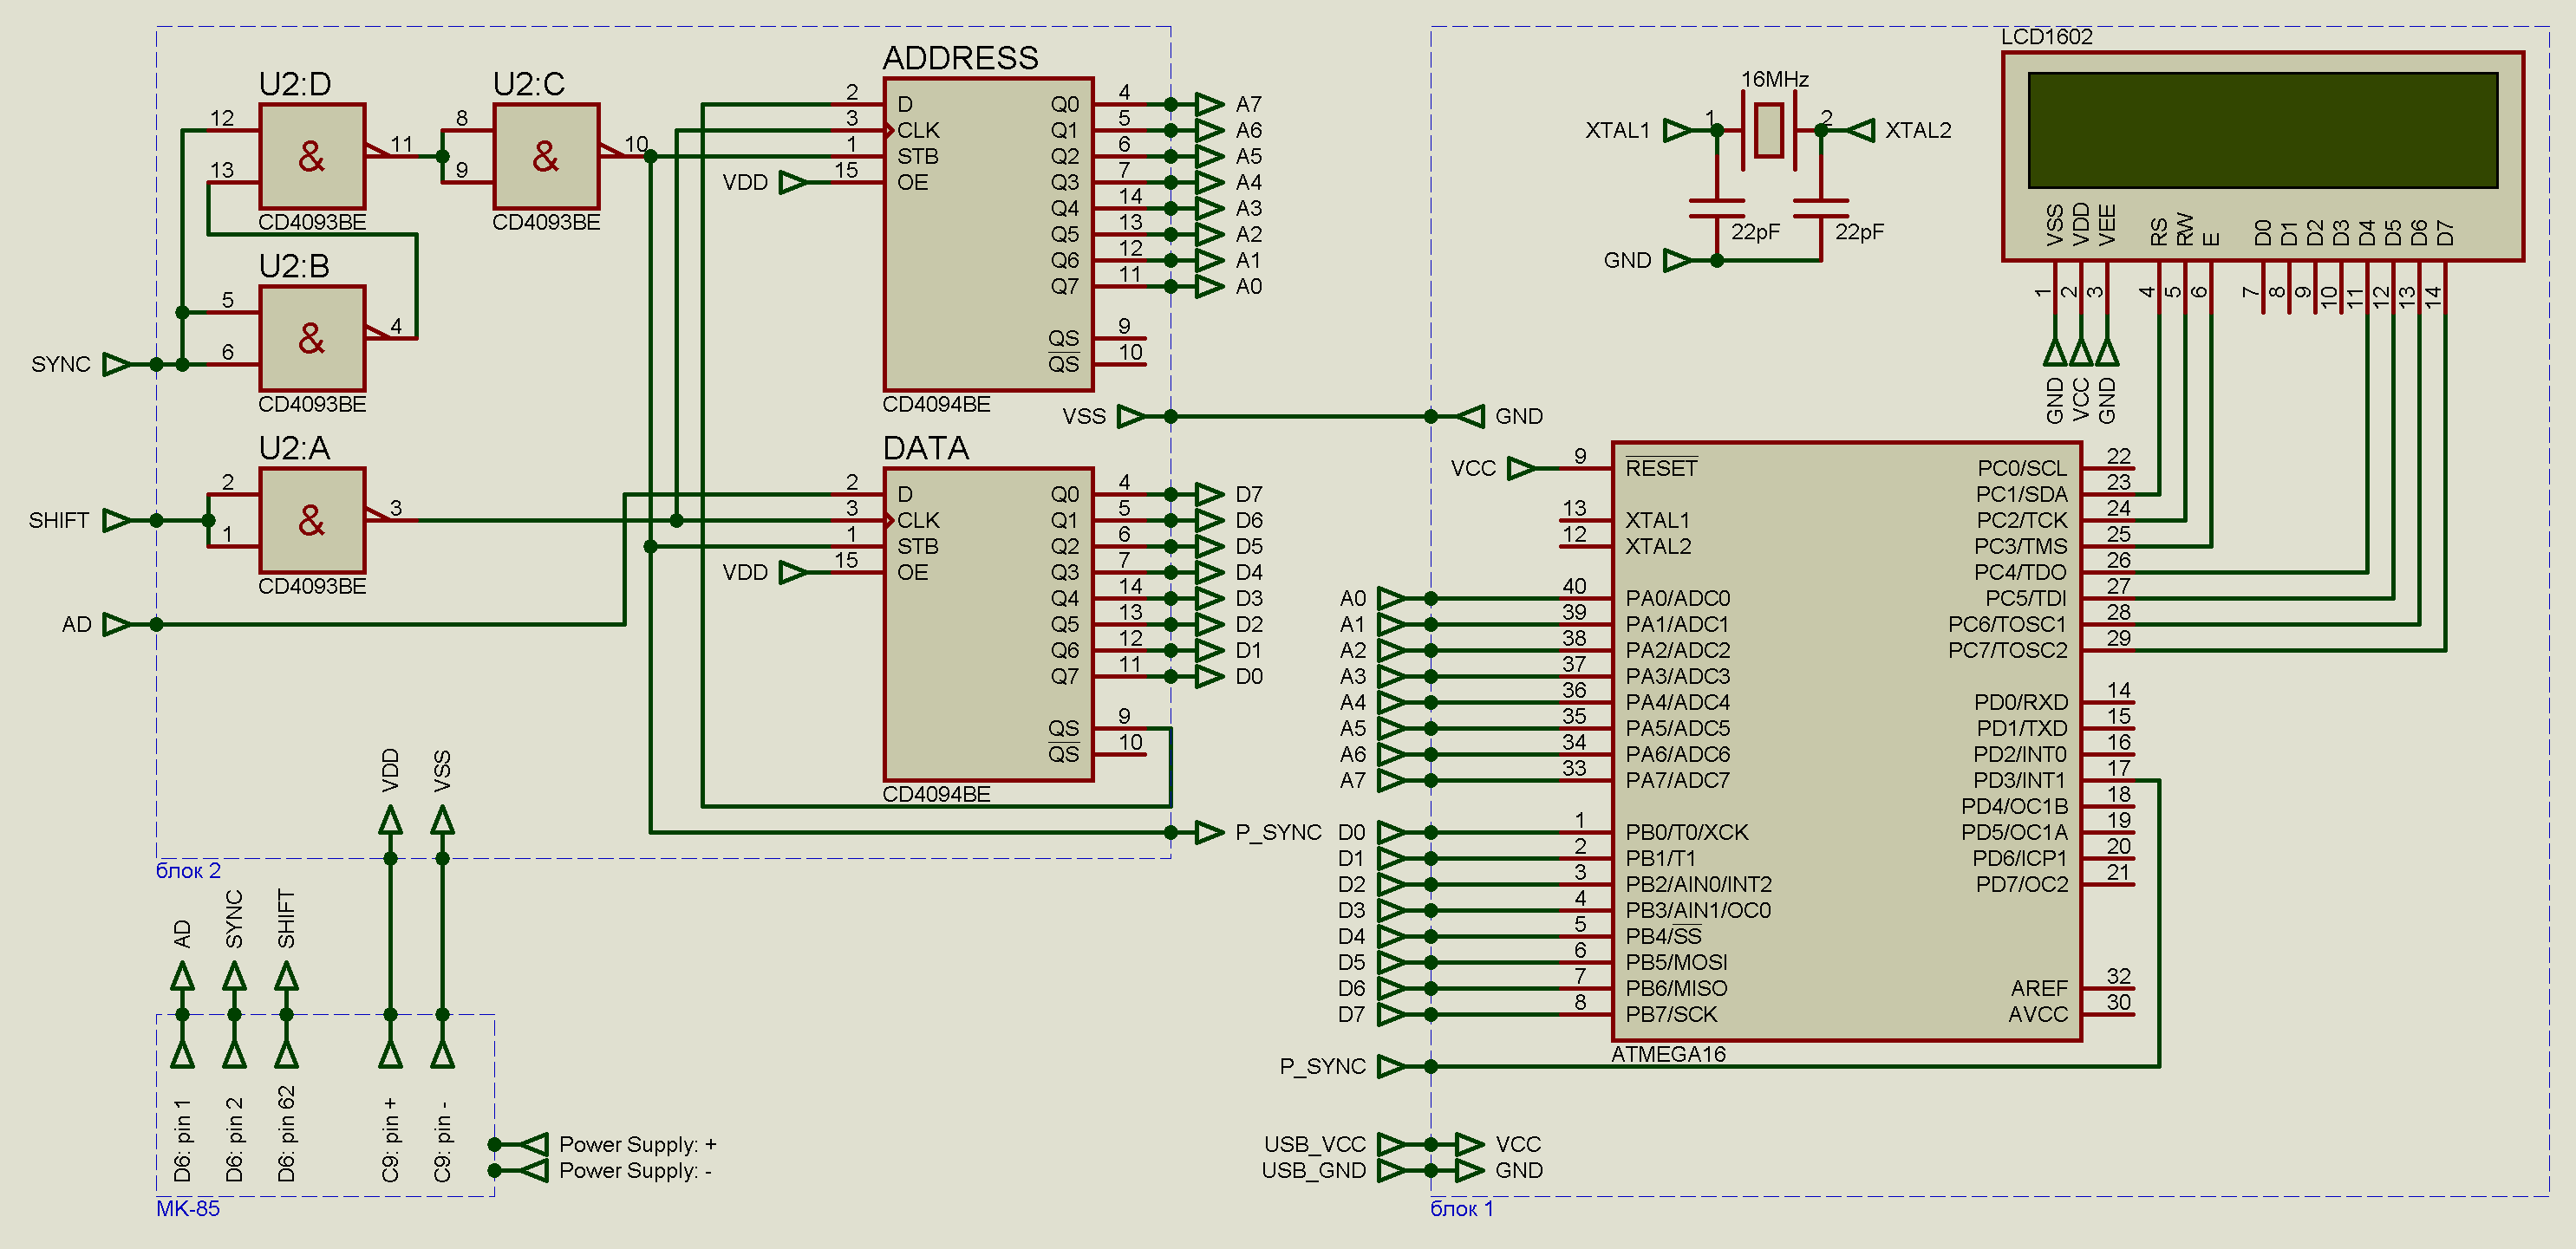 U2:D
12
13
11
&
CD4093BE
U2:C
8
9
10
&
CD4093BE
U2:B
5
6
4
&
CD4093BE
U2:A
2
1
3
&
CD4093BE
SYNC
SHIFT
AD
ADDRESS
2 D Q0 4 A7
3 CLK Q1 5 A6
1 STB Q2 6 A5
VDD 15 OE Q3 7 A4
Q4 14 A3
Q5 13 A2
Q6 12 A1
Q7 11 A0
QS 9
QS 10
CD4094BE
VSS GND
DATA
2 D Q0 4 D7
3 CLK Q1 5 D6
1 STB Q2 6 D5
VDD 15 OE Q3 7 D4
Q4 14 D3
Q5 13 D2
Q6 12 D1
Q7 11 D0
QS 9
QS 10
CD4094BE
P_SYNC
VDD
VSS
блок 2
AD
SYNC
SHIFT
D6: pin 1
D6: pin 2
D6: pin 62
C9: pin +
C9: pin -
Power Supply: +
Power Supply: -
MK-85
16MHz
XTAL1 1 2 XTAL2
22pF 22pF
GND
LCD1602
VSS VDD VEE RS RW E D0 D1 D2 D3 D4 D5 D6 D7
1 2 3 4 5 6 7 8 9 10 11 12 13 14
GND VCC GND
VCC 9 RESET PC0/SCL 22
PC1/SDA 23
13 XTAL1 PC2/TCK 24
12 XTAL2 PC3/TMS 25
PC4/TDO 26
A0 40 PA0/ADC0 PC5/TDI 27
A1 39 PA1/ADC1 PC6/TOSC1 28
A2 38 PA2/ADC2 PC7/TOSC2 29
A3 37 PA3/ADC3
A4 36 PA4/ADC4 PD0/RXD 14
A5 35 PA5/ADC5 PD1/TXD 15
A6 34 PA6/ADC6 PD2/INT0 16
A7 33 PA7/ADC7 PD3/INT1 17
PD4/OC1B 18
D0 1 PB0/T0/XCK PD5/OC1A 19
D1 2 PB1/T1 PD6/ICP1 20
D2 3 PB2/AIN0/INT2 PD7/OC2 21
D3 4 PB3/AIN1/OC0
D4 5 PB4/SS
D5 6 PB5/MOSI
D6 7 PB6/MISO AREF 32
D7 8 PB7/SCK AVCC 30
ATMEGA16
P_SYNC
USB_VCC VCC
USB_GND GND
блок 1